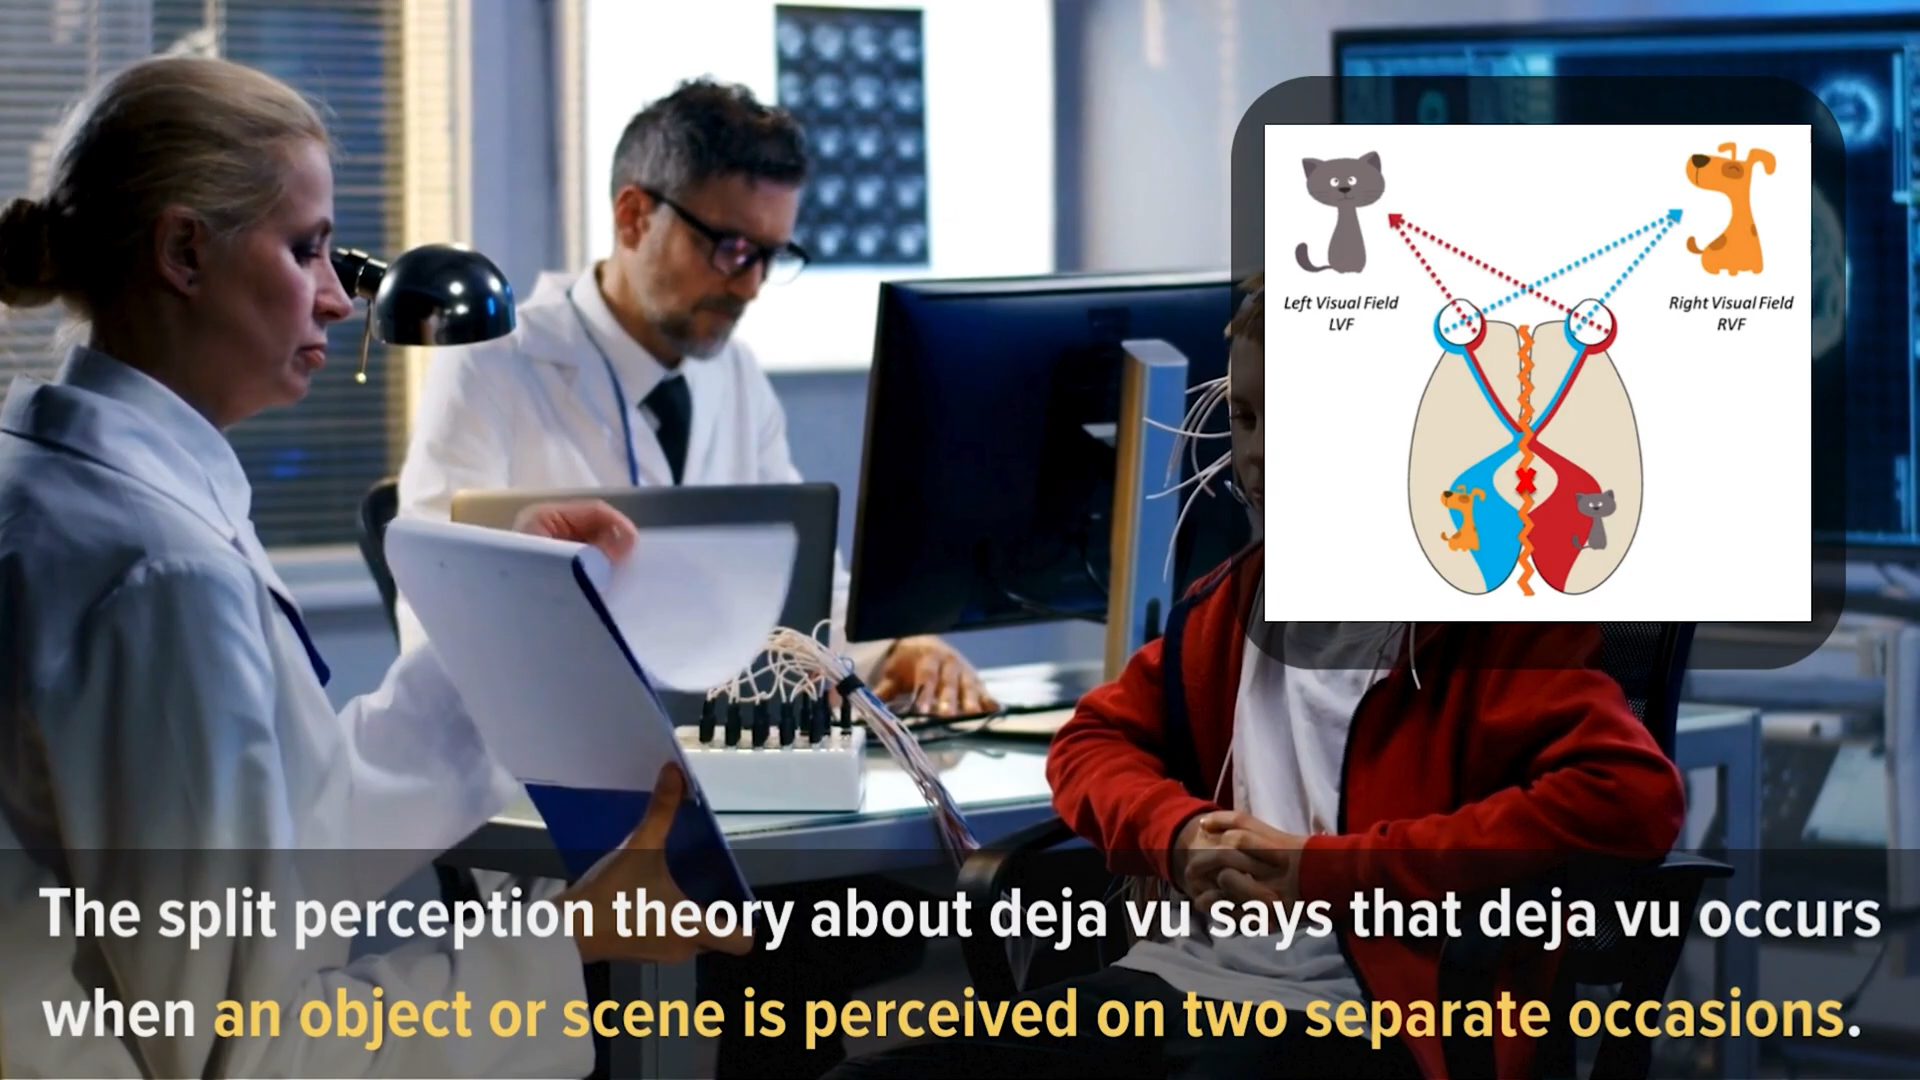 Left Visual Field
LVF
Right Visual Field
RVF
The split perception theory about deja vu says that deja vu occurs
when an object or scene is perceived on two separate occasions.